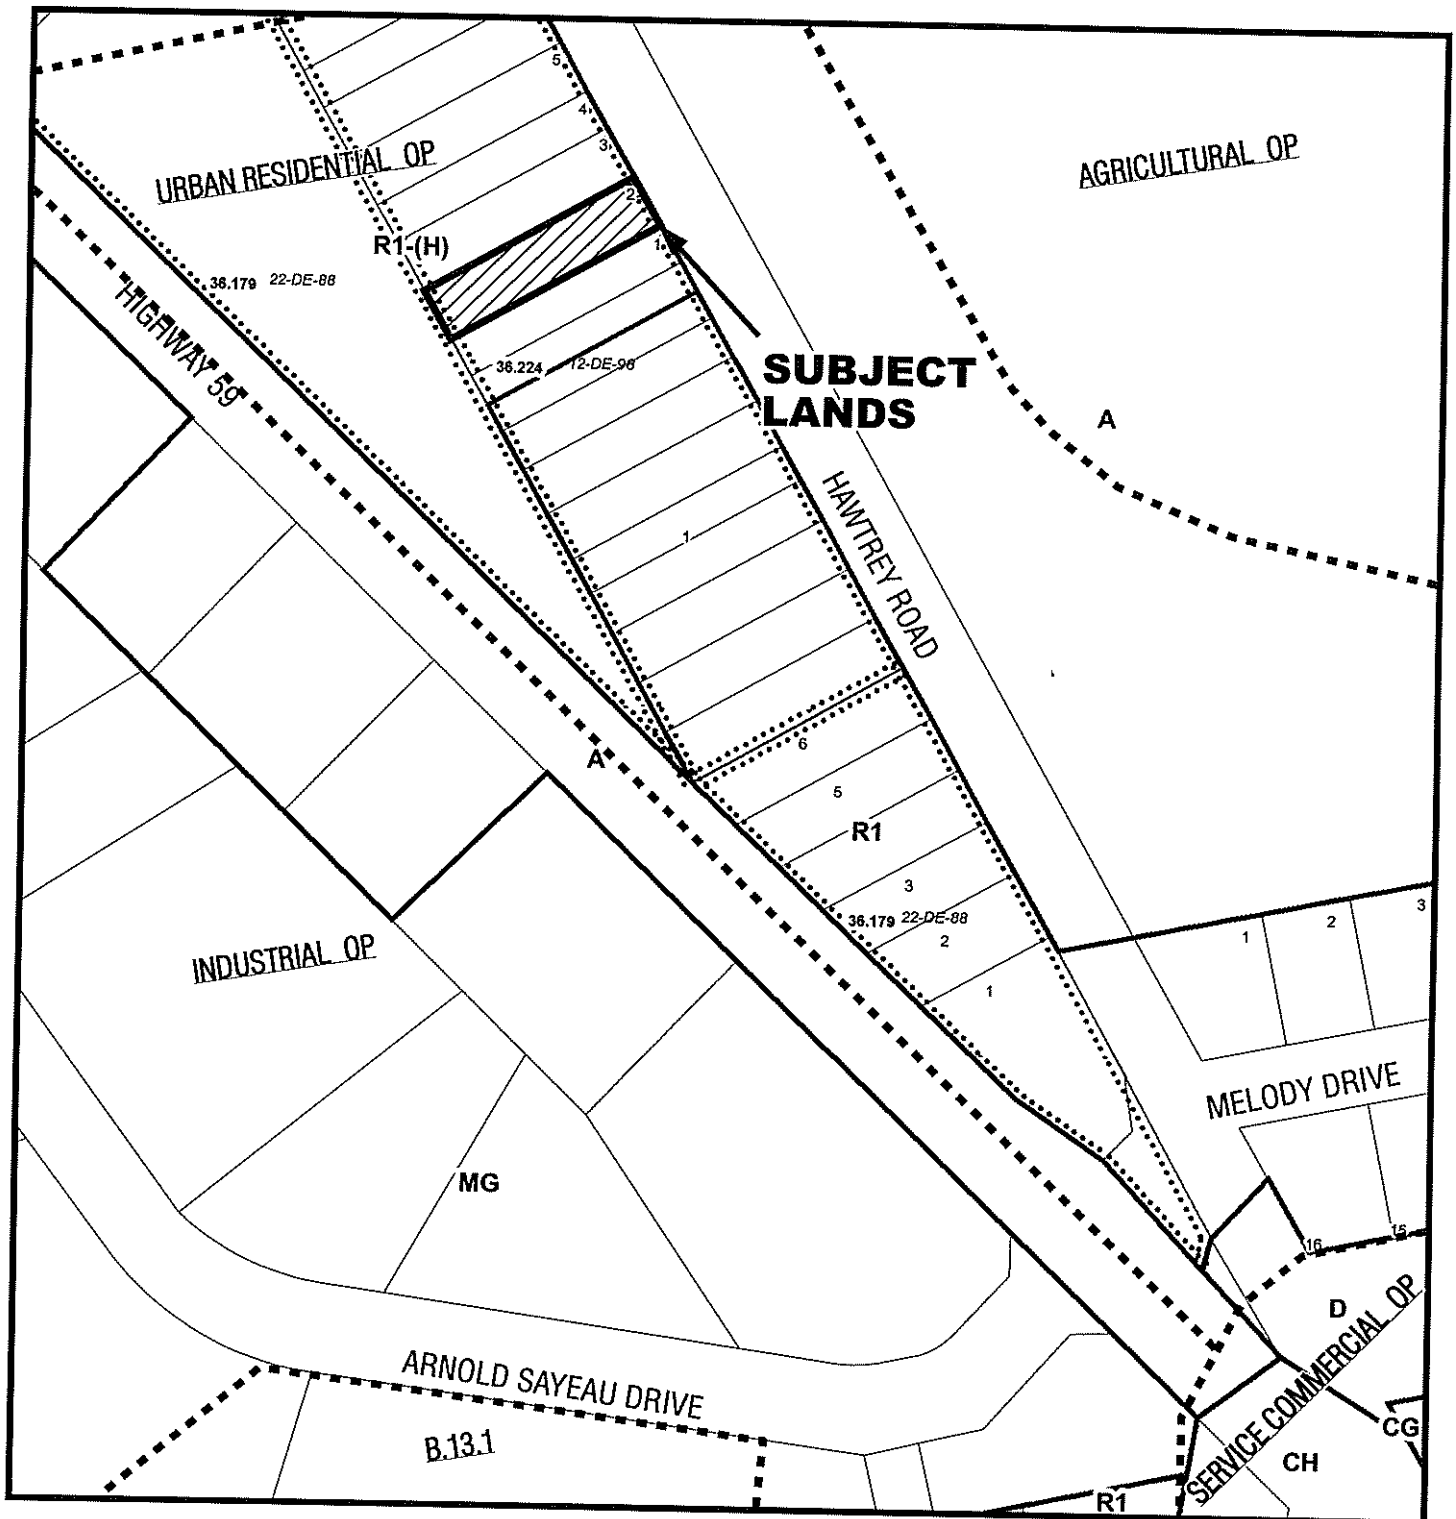 5
4
3
2
1
URBAN RESIDENTIAL OP
AGRICULTURAL OP
R1-(H)
36.179 22-DE-88
HIGHWAY 59
36.224 12-DE-96
SUBJECT
LANDS
A
HAWTREY ROAD
1
A
6
5
R1
3
36.179 22-DE-88
2
1
1
2
3
INDUSTRIAL OP
MELODY DRIVE
MG
16
15
D
SERVICE COMMERCIAL OP
ARNOLD SAYEAU DRIVE
B.13.1
CG
CH
R1